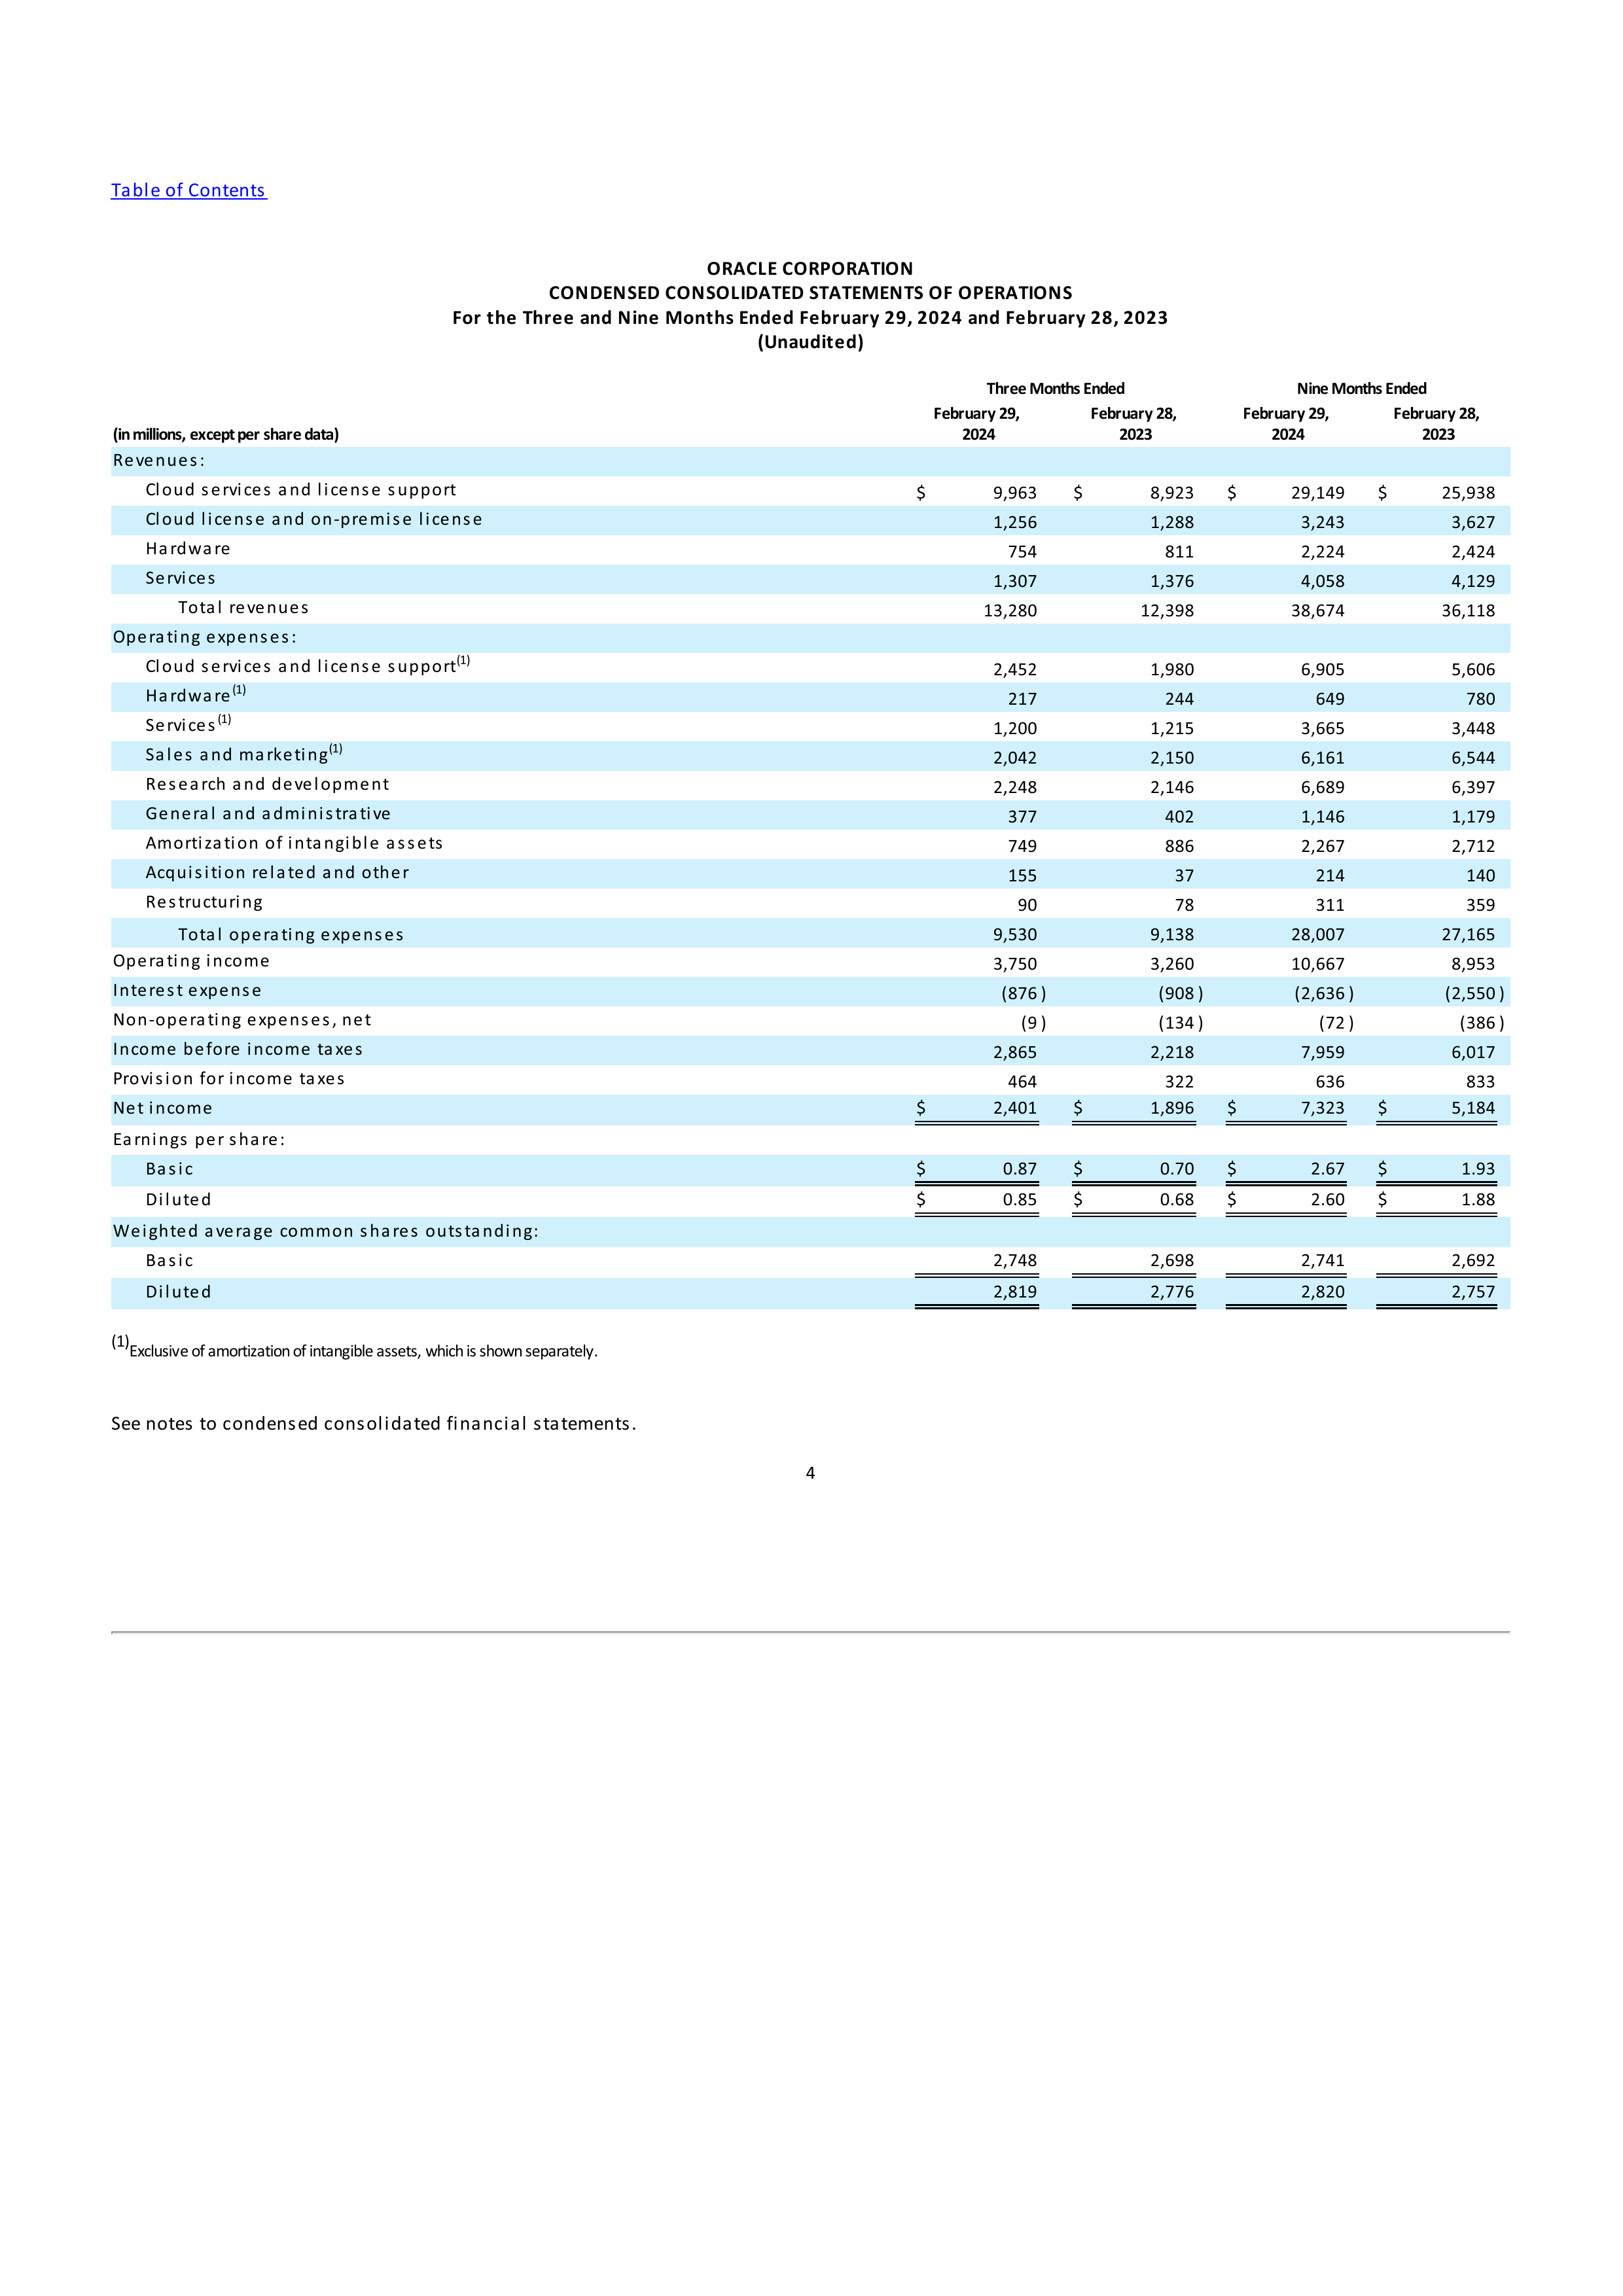 Table of Contents
ORACLE CORPORATION
CONDENSED CONSOLIDATED STATEMENTS OF OPERATIONS
For the Three and Nine Months Ended February 29, 2024 and February 28, 2023
(Unaudited)
Three Months Ended Nine Months Ended
February 29, February 28, February 29, February 28,
(in millions, except per share data) 2024 2023 2024 2023
Revenues:
Cloud services and license support $ 9,963 $ 8,923 $ 29,149 $ 25,938
Cloud license and on-premise license 1,256 1,288 3,243 3,627
Hardware 754 811 2,224 2,424
Services 1,307 1,376 4,058 4,129
Total revenues 13,280 12,398 38,674 36,118
Operating expenses:
Cloud services and license support(1) 2,452 1,980 6,905 5,606
Hardware(1) 217 244 649 780
Services(1) 1,200 1,215 3,665 3,448
Sales and marketing(1) 2,042 2,150 6,161 6,544
Research and development 2,248 2,146 6,689 6,397
General and administrative 377 402 1,146 1,179
Amortization of intangible assets 749 886 2,267 2,712
Acquisition related and other 155 37 214 140
Restructuring 90 78 311 359
Total operating expenses 9,530 9,138 28,007 27,165
Operating income 3,750 3,260 10,667 8,953
Interest expense (876) (908) (2,636) (2,550)
Non-operating expenses, net (9) (134) (72) (386)
Income before income taxes 2,865 2,218 7,959 6,017
Provision for income taxes 464 322 636 833
Net income $ 2,401 $ 1,896 $ 7,323 $ 5,184
Earnings per share:
Basic $ 0.87 $ 0.70 $ 2.67 $ 1.93
Diluted $ 0.85 $ 0.68 $ 2.60 $ 1.88
Weighted average common shares outstanding:
Basic 2,748 2,698 2,741 2,692
Diluted 2,819 2,776 2,820 2,757
(1)Exclusive of amortization of intangible assets, which is shown separately.
See notes to condensed consolidated financial statements.
4